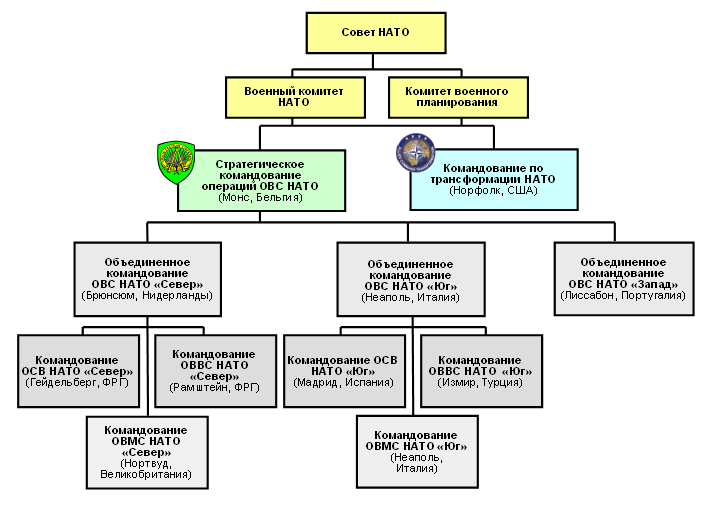 Совет НАТО
Военный комитет
НАТО
Комитет военного
планирования
Стратегическое
командование
операций ОВС НАТО
(Монс, Бельгия)
Командование по
трансформации НАТО
(Норфолк, США)
Объединенное
командование
ОВС НАТО «Север»
(Брюнсюм, Нидерланды)
Объединенное
командование
ОВС НАТО «Юг»
(Неаполь, Италия)
Объединенное
командование
ОВС НАТО «Запад»
(Лиссабон, Португалия)
Командование
ОСВ НАТО «Север»
(Гейдельберг, ФРГ)
Командование
ОВВС НАТО
«Север»
(Рамштейн, ФРГ)
Командование ОСВ
НАТО «Юг»
(Мадрид, Испания)
Командование
ОВВС НАТО «Юг»
(Измир, Турция)
Командование
ОВМС НАТО
«Север»
(Нортвуд,
Великобритания)
Командование
ОВМС НАТО «Юг»
(Неаполь,
Италия)